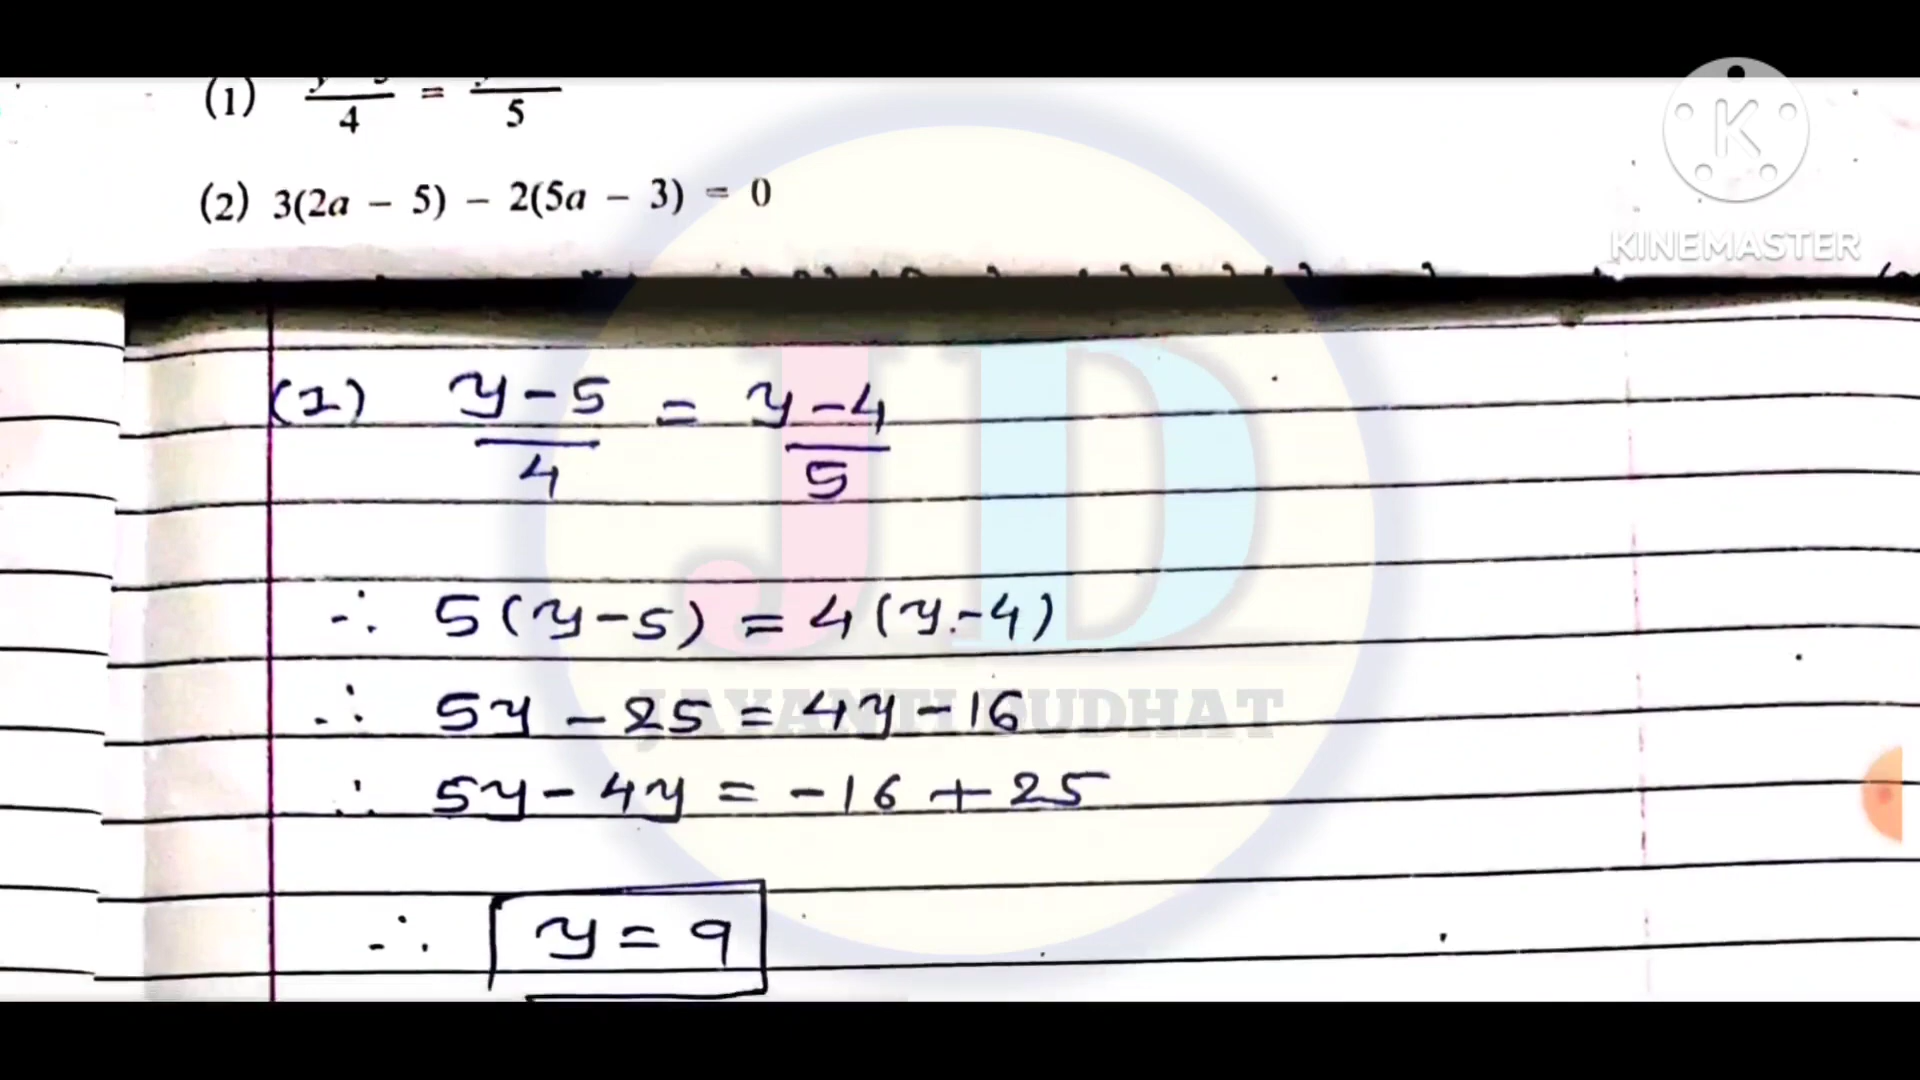 (1) 4 = 5
(2) 3(2a – 5) – 2(5a – 3) = 0
K
KINEMASTER
(1) y-5/4 = y-4/5
∴ 5(y-5) = 4(y-4)
∴ 5y - 25 = 4y - 16
∴ 5y - 4y = -16 + 25
∴ y = 9
JD
JAYANTI BUDHAT